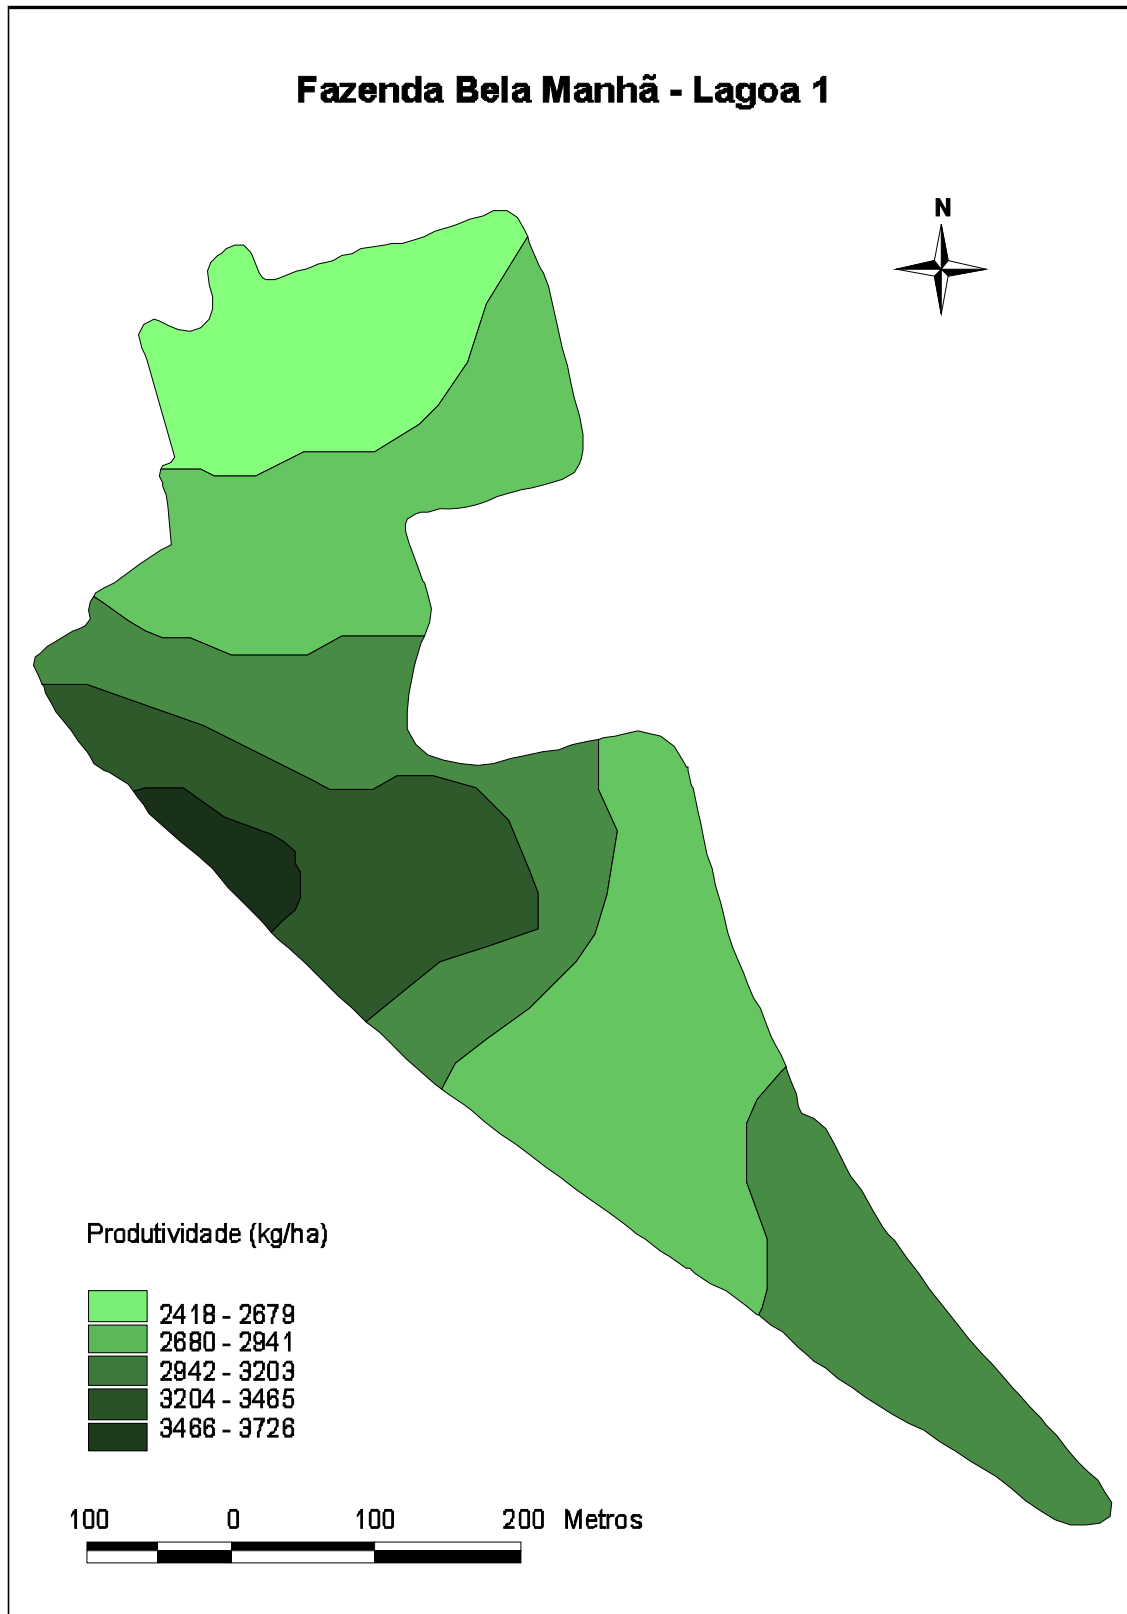 Fazenda Bela Manhã - Lagoa 1
N
Produtividade (kg/ha)
2418 - 2679
2680 - 2941
2942 - 3203
3204 - 3465
3466 - 3726
100 0 100 200 Metros